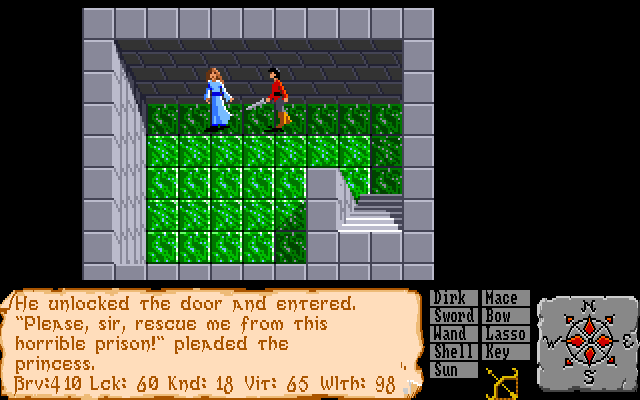 He unlocked the door and entered.
"Please, sir, rescue me from this
horrible prison!" pleaded the
princess.
Brv:410 Lck: 60 Knd: 18 Vit: 65 Wlth: 98
Dirk Mace
Sword Bow
Wand Lasso
Shell Key
Sun
N
W E
S